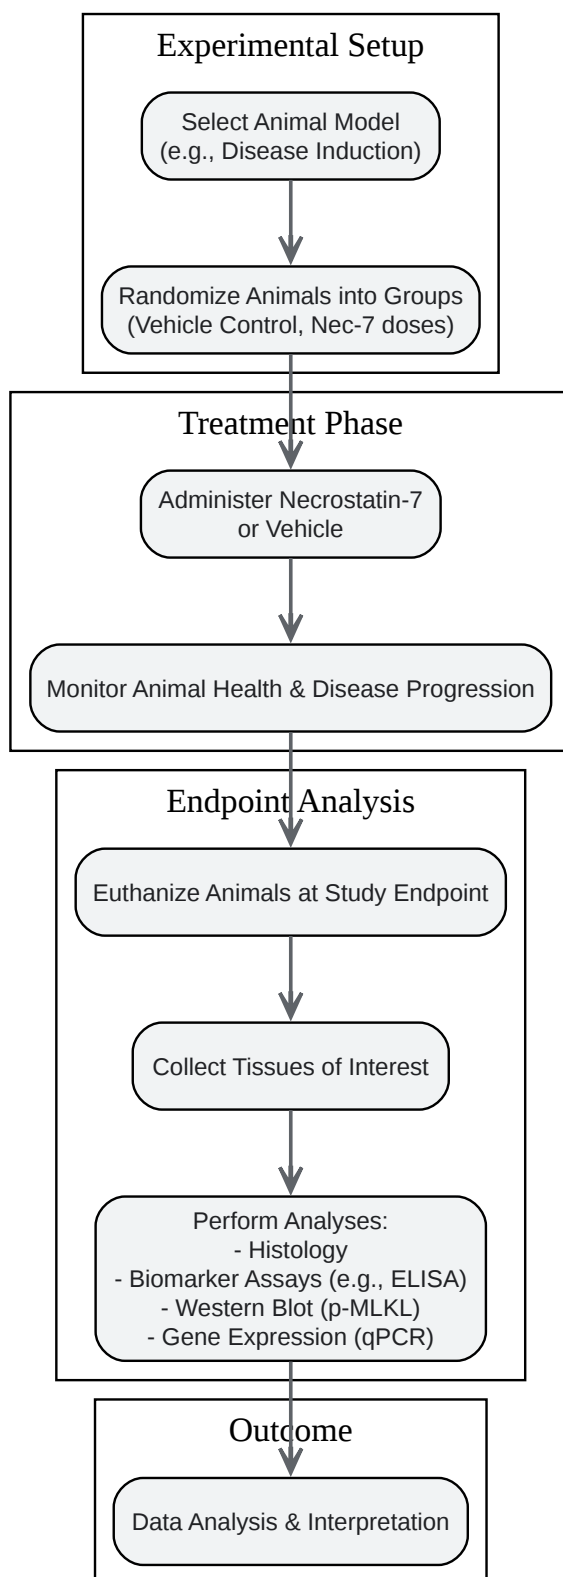 Experimental Setup
Select Animal Model
(e.g., Disease Induction)
Randomize Animals into Groups
(Vehicle Control, Nec-7 doses)
Treatment Phase
Administer Necrostatin-7
or Vehicle
Monitor Animal Health & Disease Progression
Endpoint Analysis
Euthanize Animals at Study Endpoint
Collect Tissues of Interest
Perform Analyses:
- Histology
- Biomarker Assays (e.g., ELISA)
- Western Blot (p-MLKL)
- Gene Expression (qPCR)
Outcome
Data Analysis & Interpretation